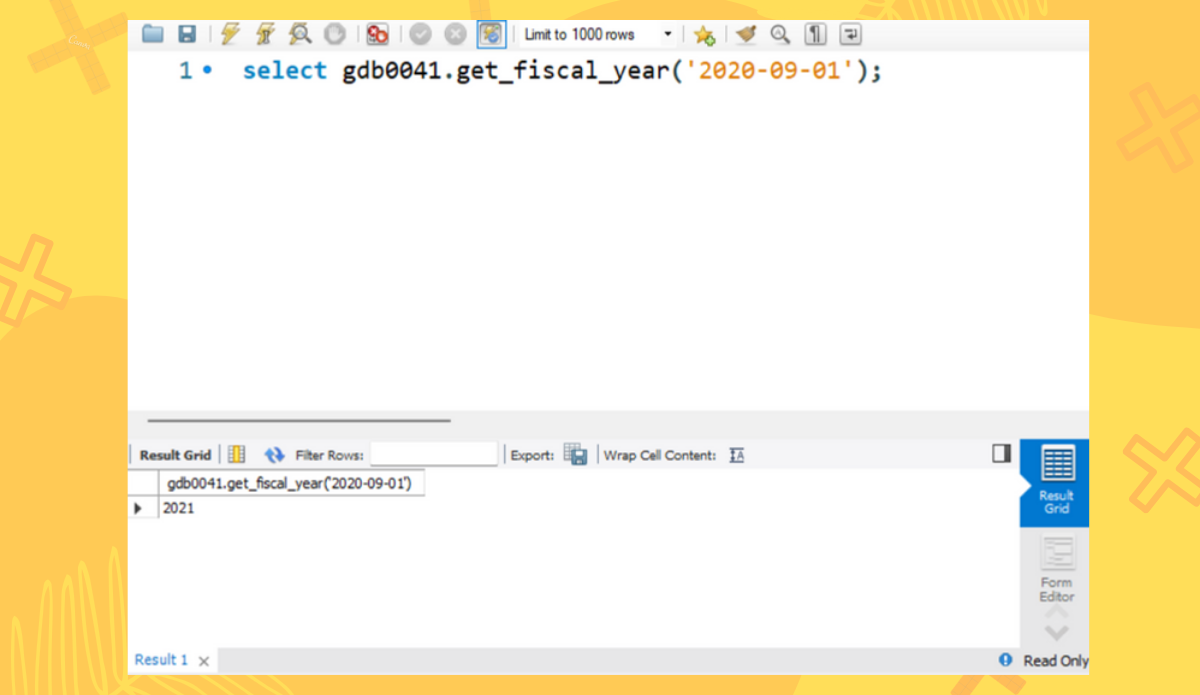 Limit to 1000 rows
1 select gdb0041.get_fiscal_year('2020-09-01');
Result Grid Filter Rows: Export: Wrap Cell Content: IA
gdb0041.get_fiscal_year('2020-09-01')
2021
Result
Grid
Form
Editor
Result 1 Read Only